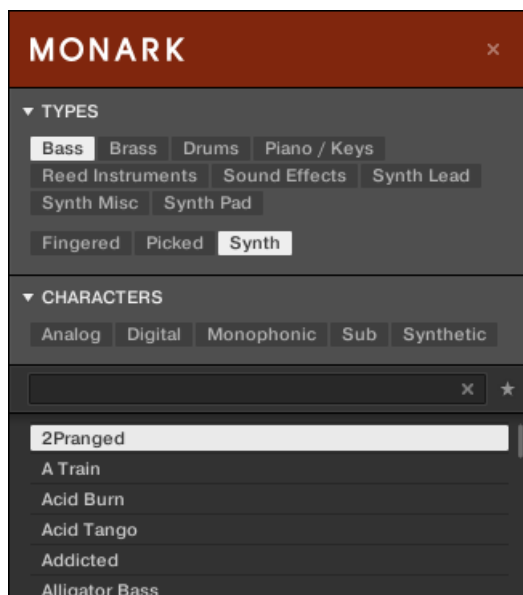 MONARK
TYPES
Bass Brass Drums Piano / Keys
Reed Instruments Sound Effects Synth Lead
Synth Misc Synth Pad
Fingered Picked Synth
CHARACTERS
Analog Digital Monophonic Sub Synthetic
2Pranged
A Train
Acid Burn
Acid Tango
Addicted
Alligator Bass